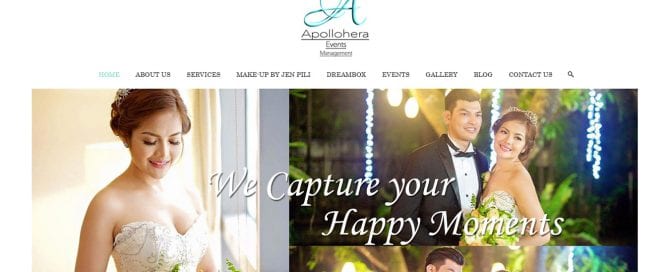 Apollohera
Events
Management
HOME ABOUT US SERVICES MAKE-UP BY JEN PILI DREAMBOX EVENTS GALLERY BLOG CONTACT US
We Capture your
Happy Moments